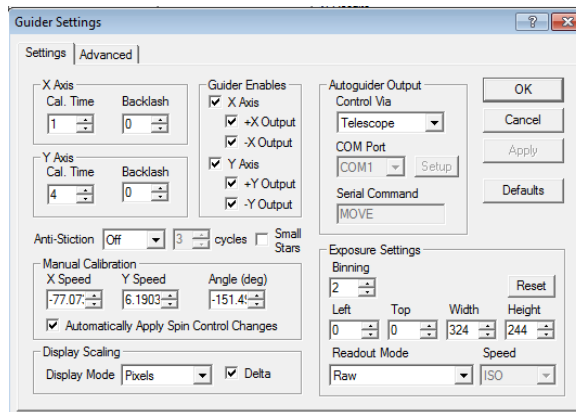 Guider Settings
Settings
Advanced
X Axis
Cal. Time
Backlash
1
0
Y Axis
Cal. Time
Backlash
4
0
Guider Enables
X Axis
+X Output
-X Output
Y Axis
+Y Output
-Y Output
Autoguider Output
Control Via
Telescope
COM Port
COM1
Setup
Serial Command
MOVE
OK
Cancel
Apply
Defaults
Anti-Stiction
Off
3
cycles
Small
Stars
Manual Calibration
X Speed
Y Speed
Angle (deg)
6.1903
Automatically Apply Spin Control Changes
Display Scaling
Display Mode
Pixels
Delta
Exposure Settings
Binning
2
Reset
Left
Top
Width
Height
0
0
324
244
Readout Mode
Speed
Raw
ISO